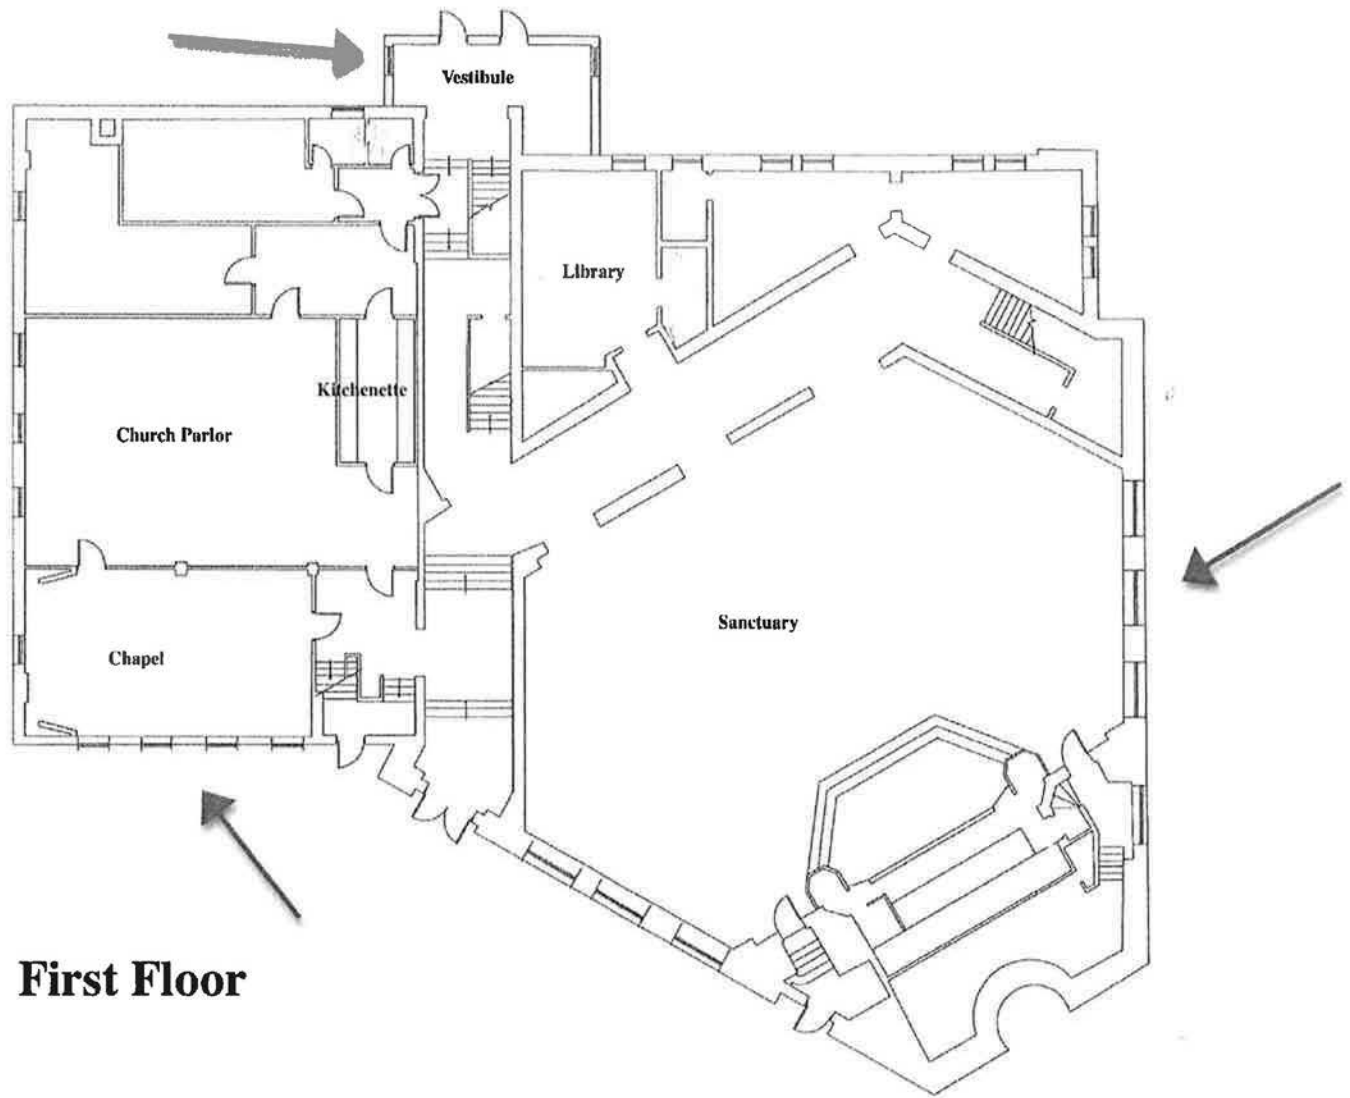 Vestibule
Library
Kitchenette
Church Parlor
Sanctuary
Chapel
First Floor